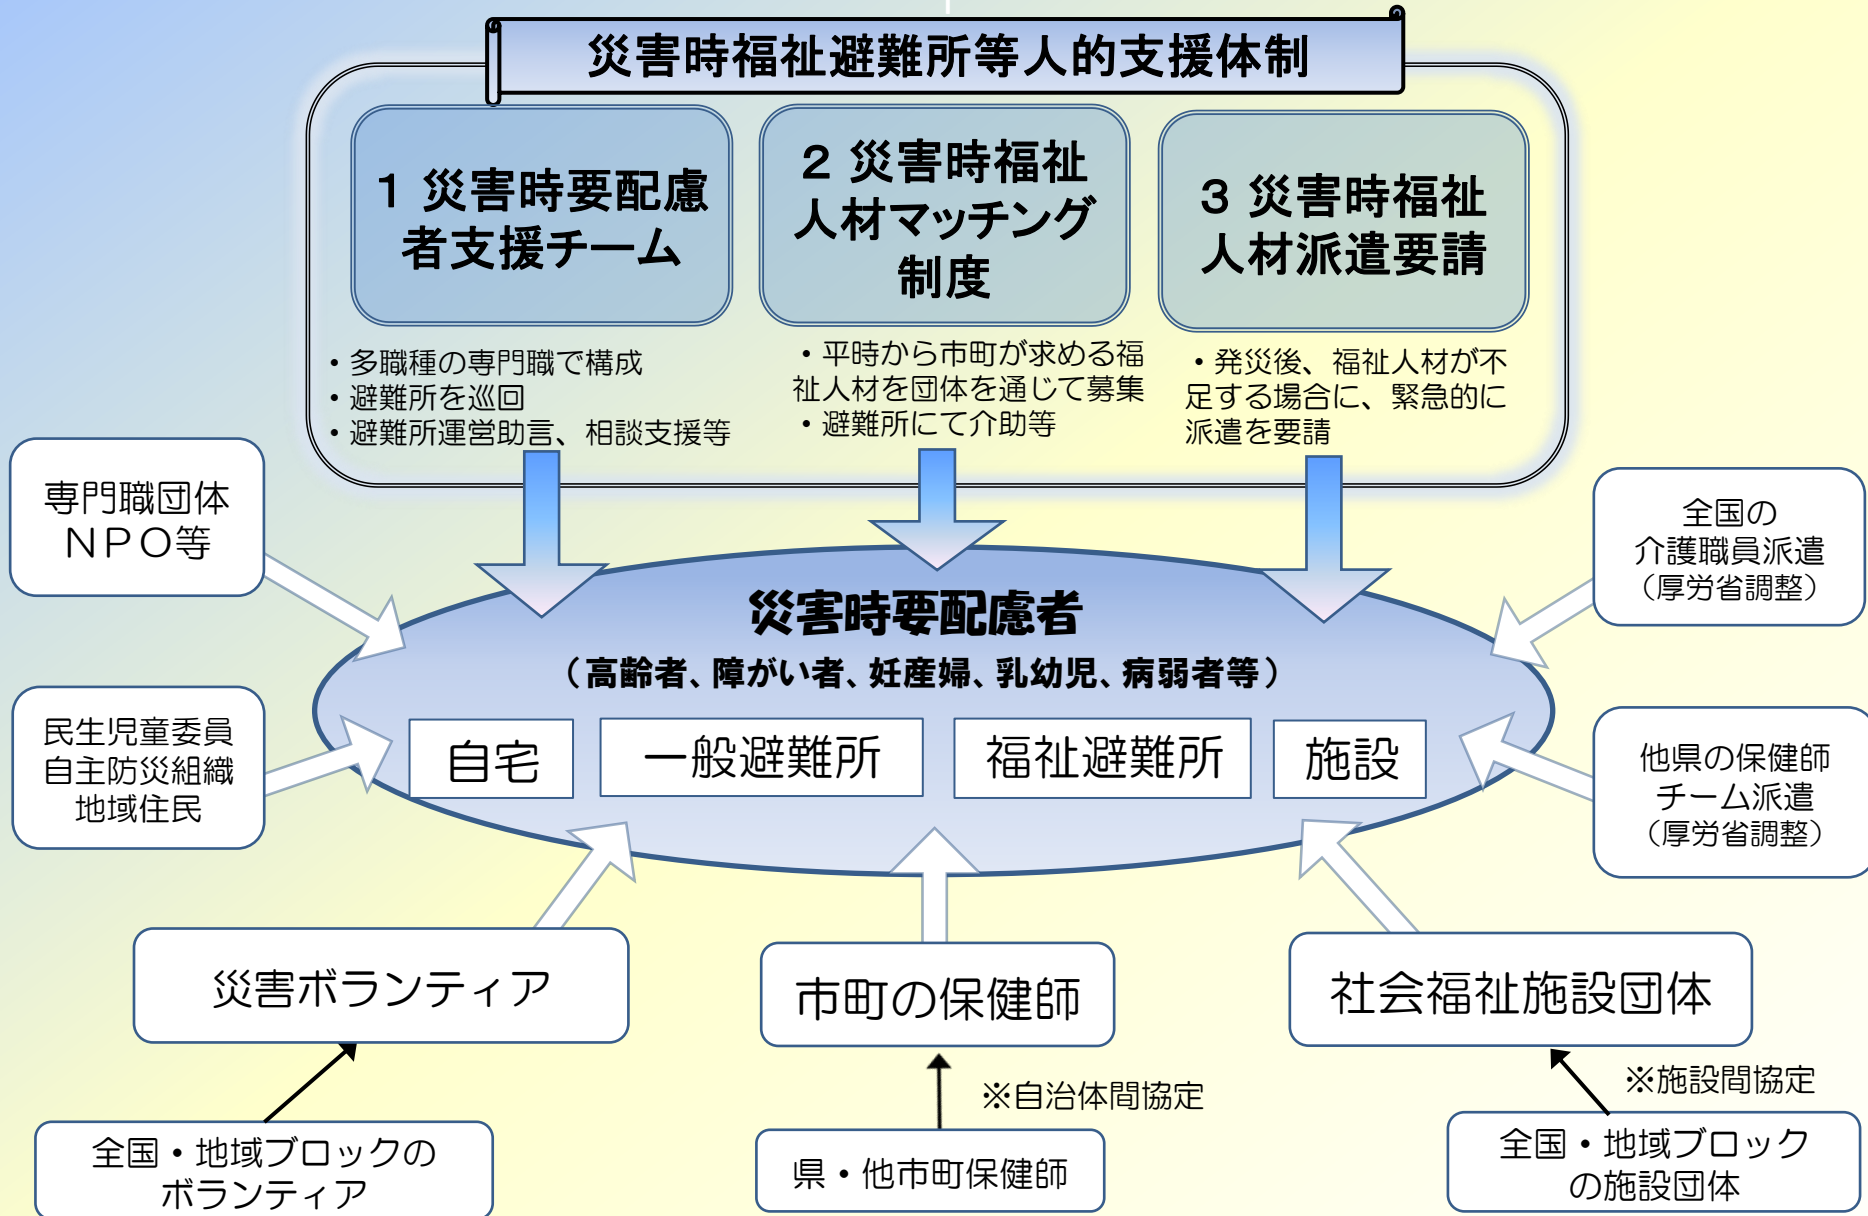 災害時福祉避難所等人的支援体制
1 災害時要配慮
者支援チーム
2 災害時福祉
人材マッチング
制度
3 災害時福祉
人材派遣要請
・多職種の専門職で構成
・避難所を巡回
・避難所運営助言、相談支援等
・平時から市町が求める福
祉人材を団体を通じて募集
・避難所にて介助等
・発災後、福祉人材が不
足する場合に、緊急的に
派遣を要請
専門職団体
ＮＰＯ等
全国の
介護職員派遣
（厚労省調整）
災害時要配慮者
（高齢者、障がい者、妊産婦、乳幼児、病弱者等）
民生児童委員
自主防災組織
地域住民
自宅
一般避難所
福祉避難所
施設
他県の保健師
チーム派遣
（厚労省調整）
災害ボランティア
市町の保健師
社会福祉施設団体
※自治体間協定
※施設間協定
全国・地域ブロックの
ボランティア
県・他市町保健師
全国・地域ブロック
の施設団体